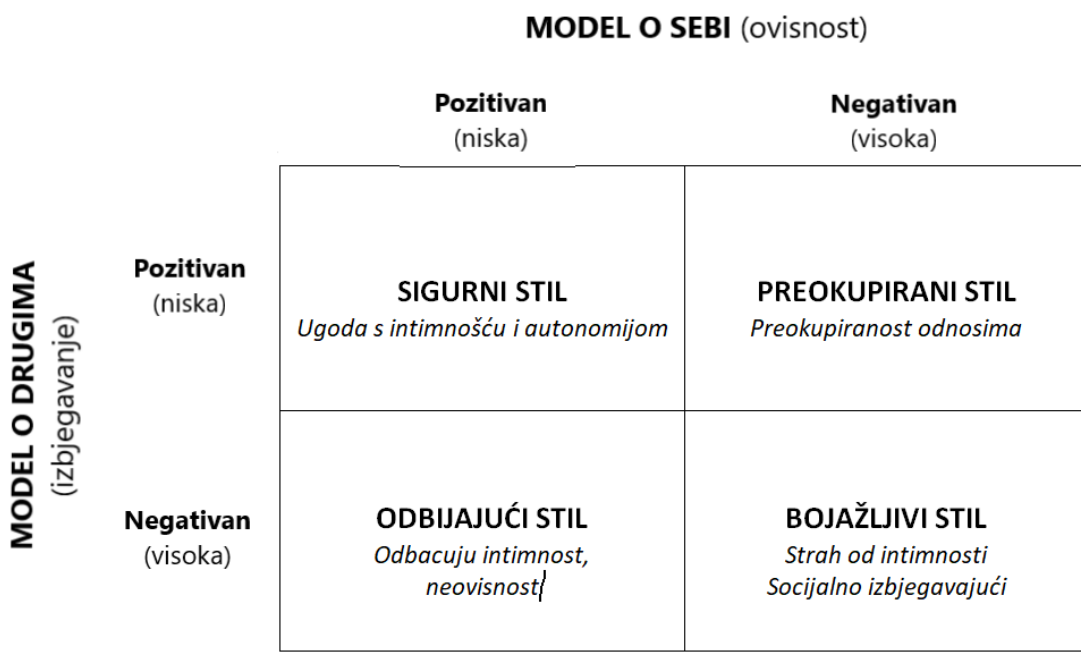 MODEL O SEBI (ovisnost)
Pozitivan
(niska)
Negativan
(visoka)
MODEL O DRUGIMA
(izbjegavanje)
Pozitivan
(niska)
SIGURNI STIL
Ugoda s intimnošću i autonomijom
PREOKUPIRANI STIL
Preokupiranost odnosima
Negativan
(visoka)
ODBIJAJUĆI STIL
Odbacuju intimnost,
neovisnost
BOJAŽLJIVI STIL
Strah od intimnosti
Socijalno izbjegavajući